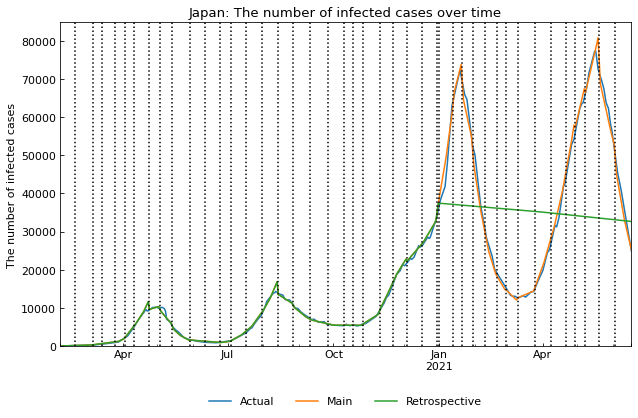 Japan: The number of infected cases over time
The number of infected cases
80000
70000
60000
50000
40000
30000
20000
10000
0
Apr
Jul
Oct
Jan
2021
Apr
Actual
Main
Retrospective